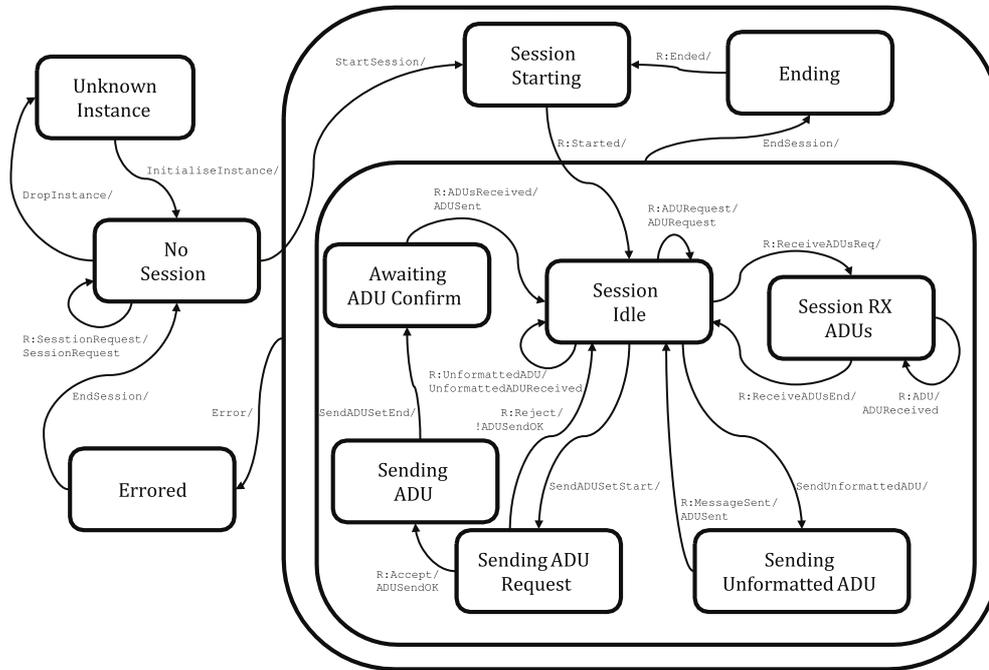 Session
Starting
Ending
StartSession/
R:Ended/
Unknown
Instance
R:Started/
EndSession/
InitialiseInstance/
DropInstance/
R:ADUsReceived/
ADUSent
R:ADURequest/
ADURequest
R:ReceiveADUsReq/
No
Session
Awaiting
ADU Confirm
Session
Idle
Session RX
ADUs
R:SesstionRequest/
SessionRequest
R:UnformattedADU/
UnformattedADUReceived
R:ReceiveADUsEnd/
R:ADU/
ADUReceived
EndSession/
Error/
SendADUSetEnd/
R:Reject/
!ADUSendOK
Errored
Sending
ADU
SendADUSetStart/
SendUnformattedADU/
R:MessageSent/
ADUSent
R:Accept/
ADUSendOK
Sending ADU
Request
Sending
Unformatted ADU